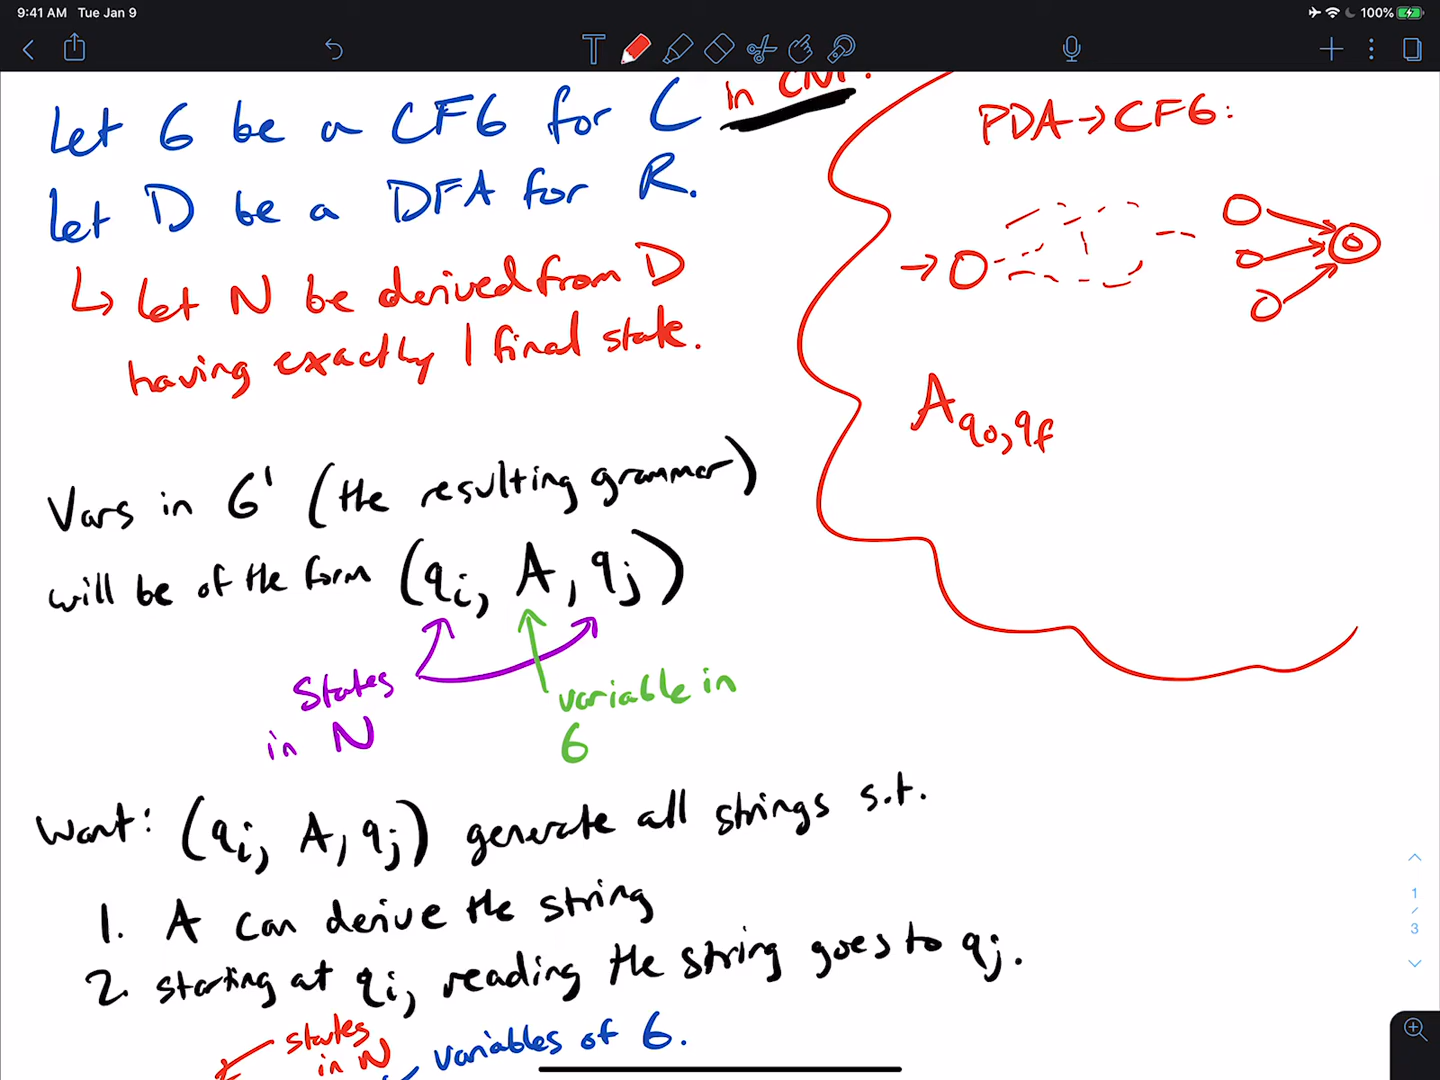 9:41 AM Tue Jan 9
100%
Let G be a CFG for C in CNF.
Let D be a DFA for R.
↳ Let N be derived from D
having exactly 1 final state.
PDA→CFG:
A q0,qf
Vars in G' (the resulting grammar)
will be of the form (qi, A, qj)
States
in N
variable in
G
Want: (qi, A, qj) generate all strings s.t.
1. A can derive the string
2. starting at qi, reading the string goes to qj.
states
in N
variables of G.
1
/
3